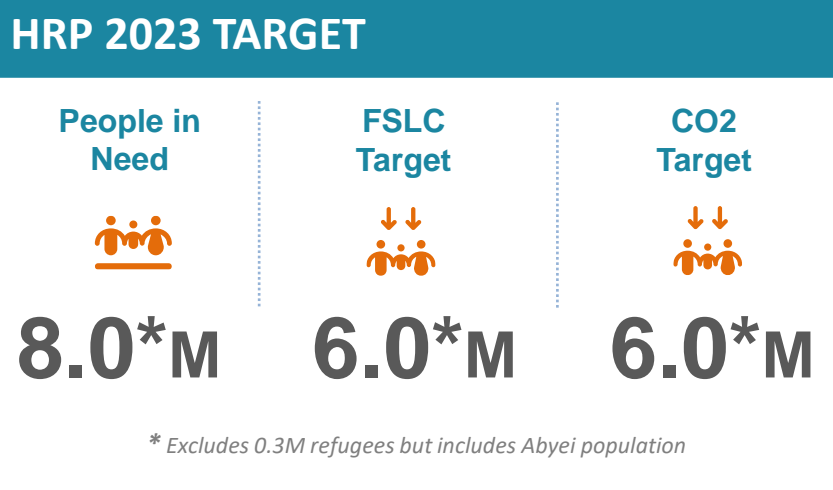 HRP 2023 TARGET
People in
Need
FSLC
Target
CO2
Target
8.0*M
6.0*M
6.0*M
* Excludes 0.3M refugees but includes Abyei population